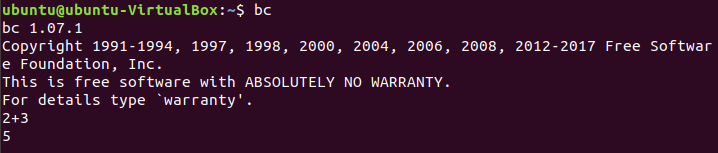 ubuntu@ubuntu-VirtualBox:~$ bc
bc 1.07.1
Copyright 1991-1994, 1997, 1998, 2000, 2004, 2006, 2008, 2012-2017 Free Softwar
e Foundation, Inc.
This is free software with ABSOLUTELY NO WARRANTY.
For details type `warranty'.
2+3
5